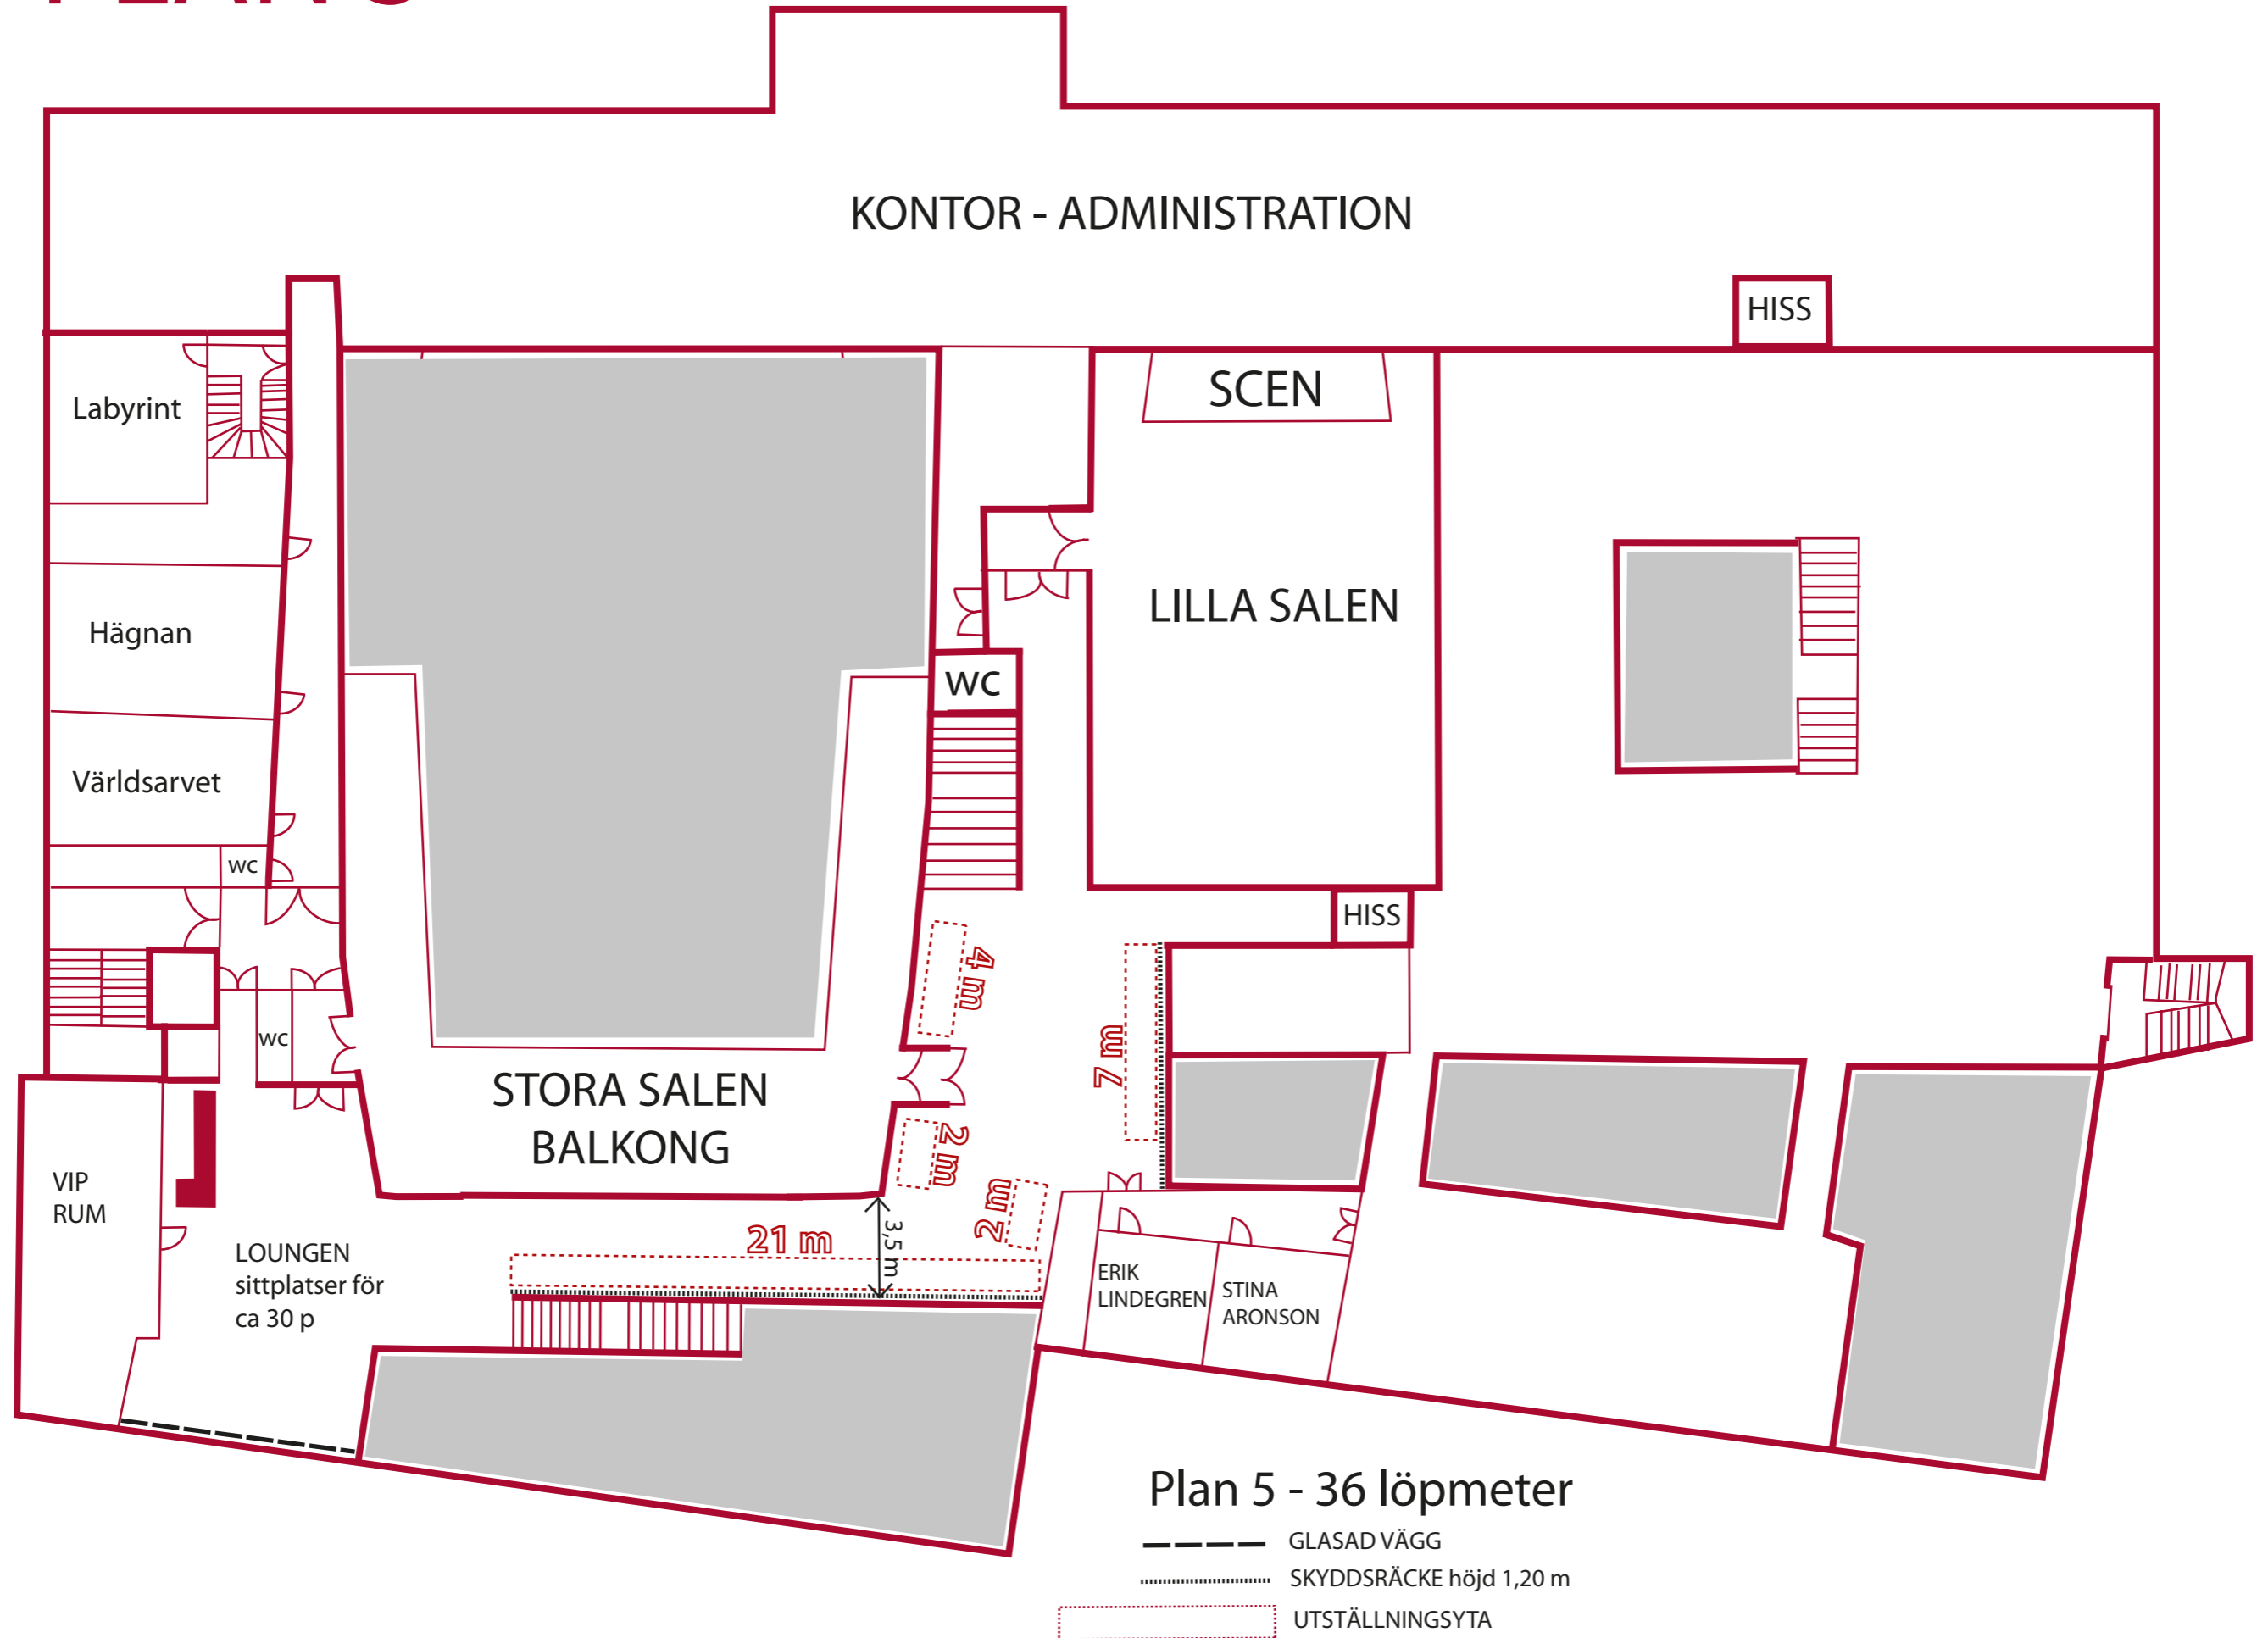 KONTOR - ADMINISTRATION
HISS
SCEN
Labyrint
LILLA SALEN
Hägnan
WC
Världsarvet
wc
HISS
4 m
wc
7 m
STORA SALEN
BALKONG
2 m
VIP
RUM
2 m
21 m
3,5 m
LOUNGEN
sittplatser för
ca 30 p
ERIK
LINDEGREN
STINA
ARONSON
Plan 5 - 36 löpmeter
GLASAD VÄGG
SKYDDSRÄCKE höjd 1,20 m
UTSTÄLLNINGSYTA